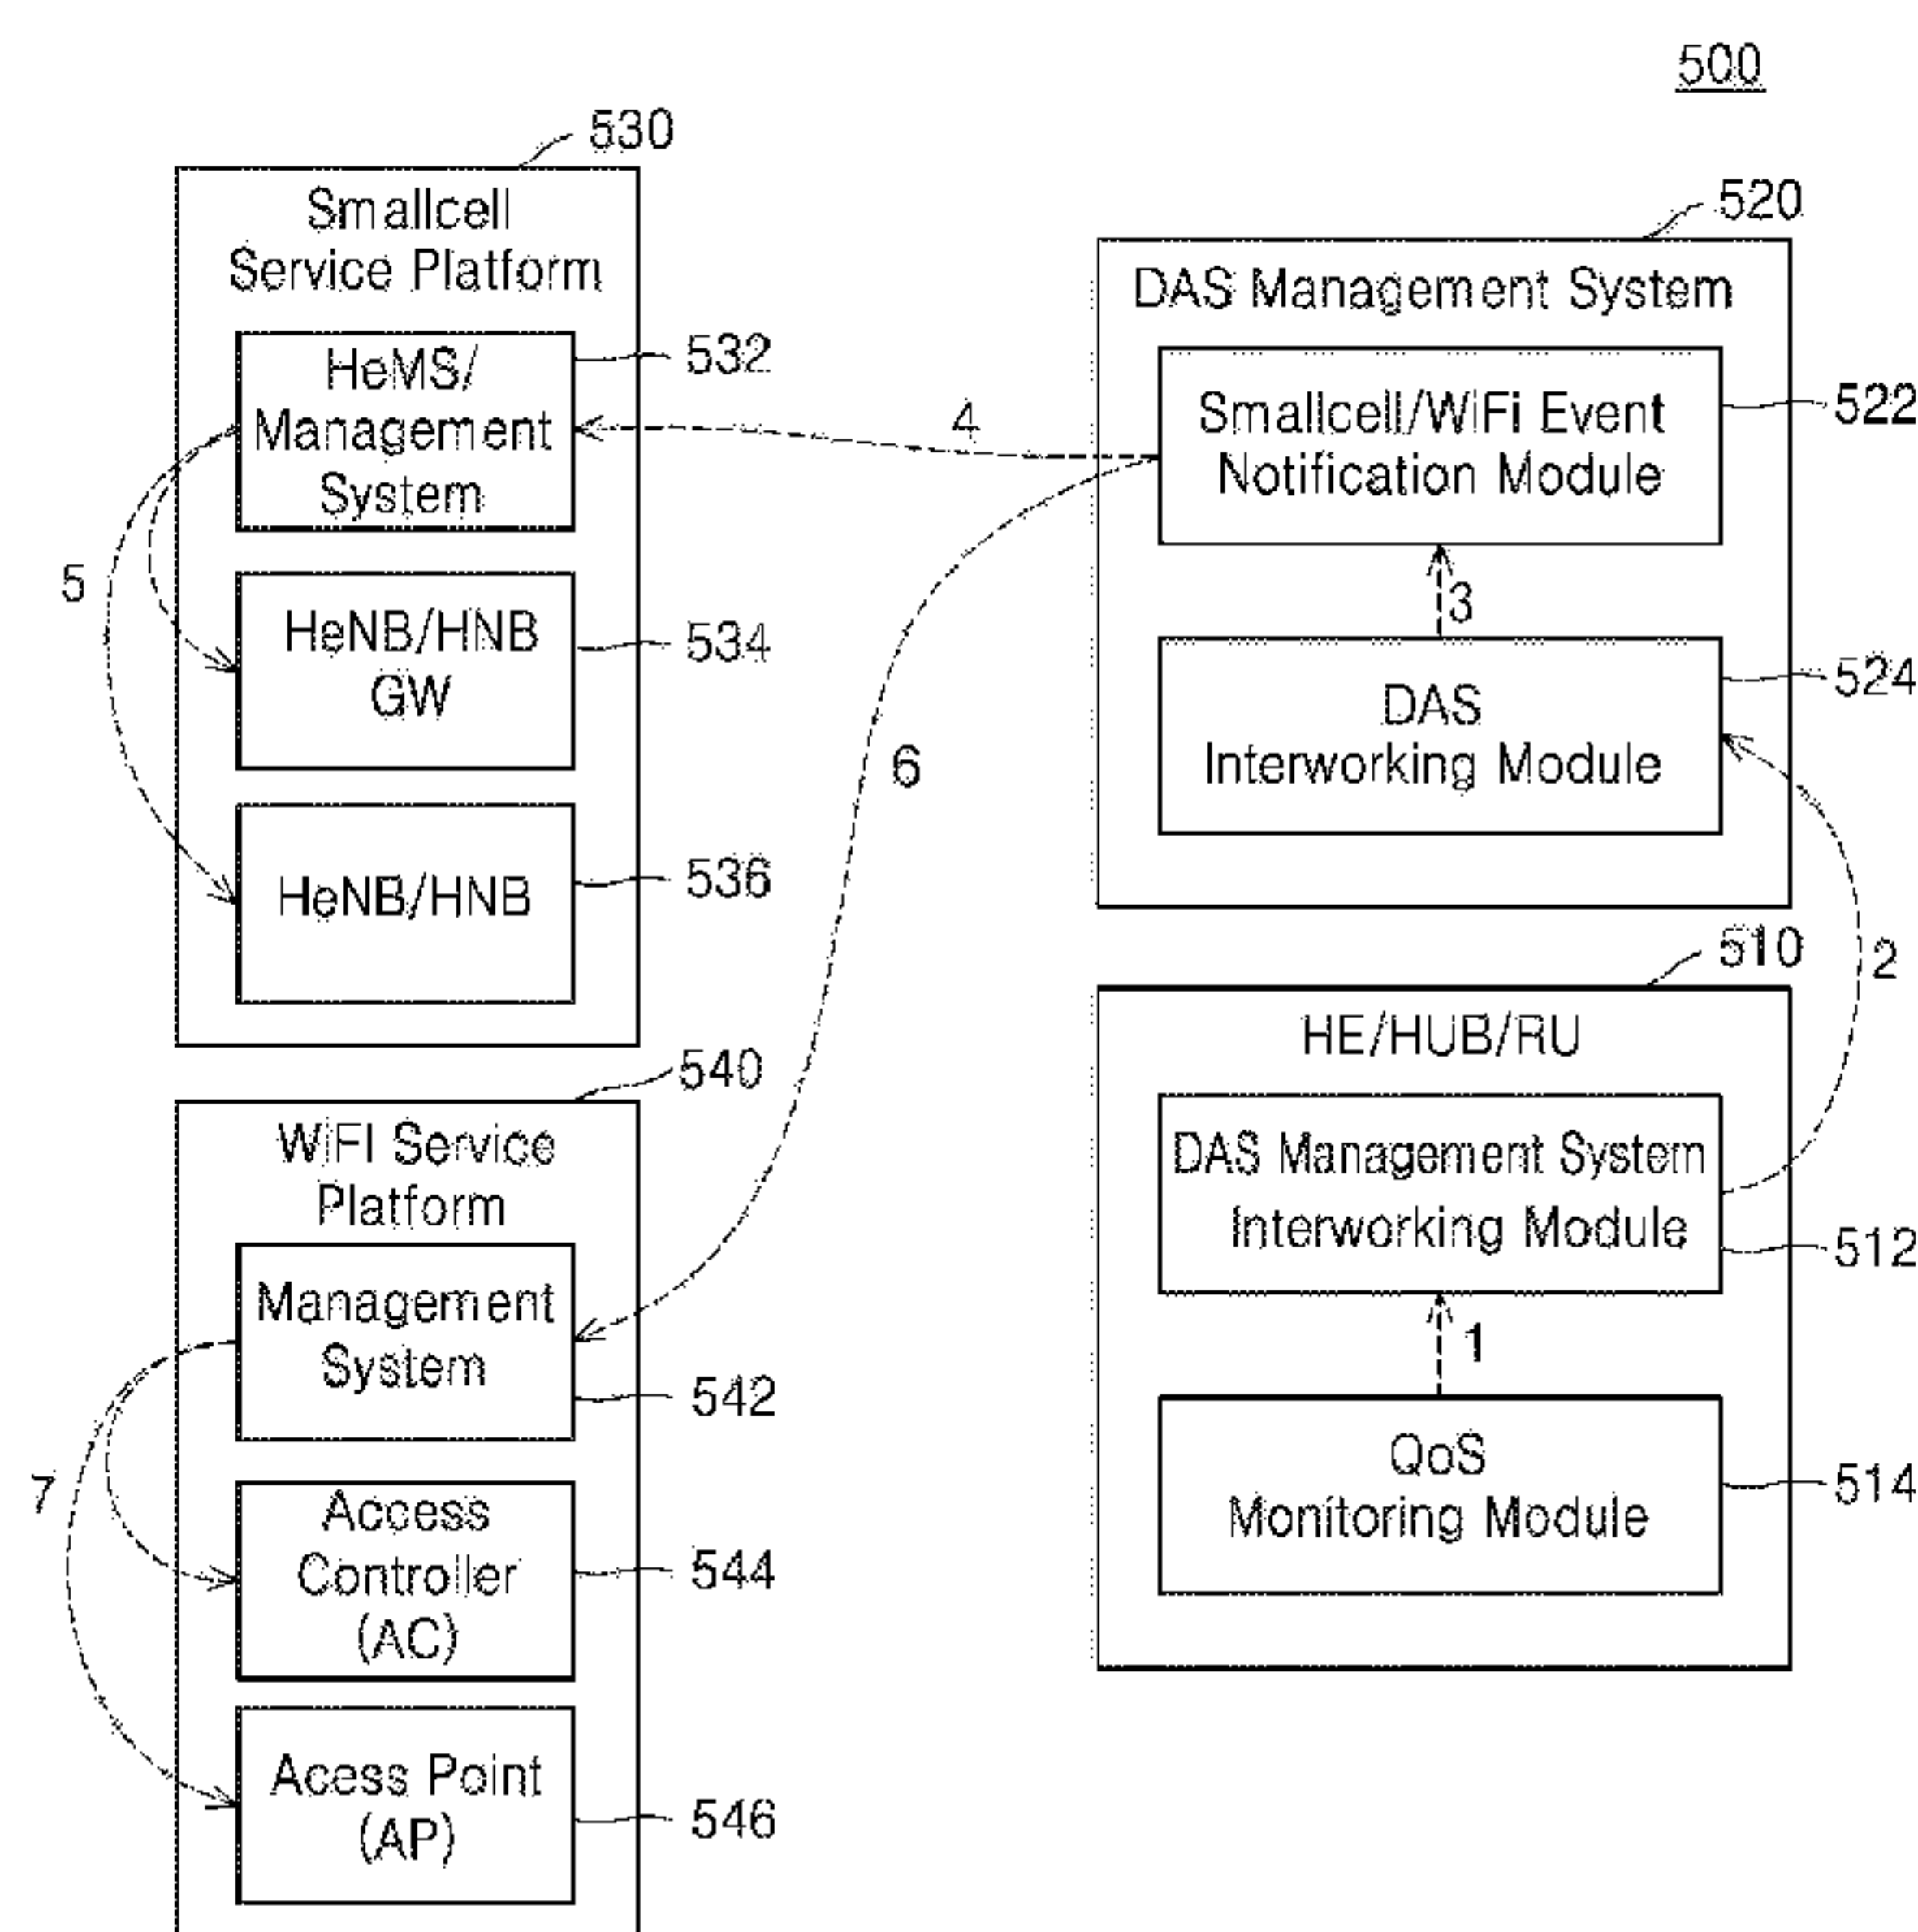 500
530
Smallcell
Service Platform
HeMS/
Management
System
532
HeNB/HNB
GW
534
HeNB/HNB
536
5
4
6
520
DAS Management System
Smallcell/WiFi Event
Notification Module
522
3
DAS
Interworking Module
524
2
510
HE/HUB/RU
DAS Management System
Interworking Module
512
1
QoS
Monitoring Module
514
540
WiFI Service
Platform
Management
System
542
Access
Controller
(AC)
544
Acess Point
(AP)
546
7